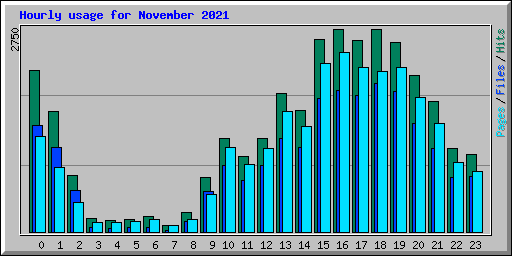 Hourly usage for November 2021
2750
Pages/Files/Hits
0 1 2 3 4 5 6 7 8 9 10 11 12 13 14 15 16 17 18 19 20 21 22 23